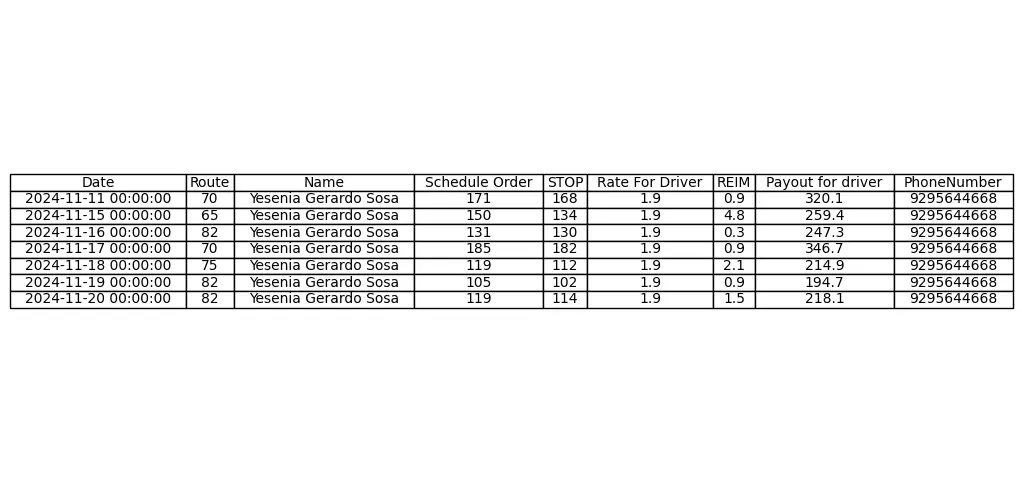 Date Route Name Schedule Order STOP Rate For Driver REIM Payout for driver PhoneNumber
2024-11-11 00:00:00 70 Yesenia Gerardo Sosa 171 168 1.9 0.9 320.1 9295644668
2024-11-15 00:00:00 65 Yesenia Gerardo Sosa 150 134 1.9 4.8 259.4 9295644668
2024-11-16 00:00:00 82 Yesenia Gerardo Sosa 131 130 1.9 0.3 247.3 9295644668
2024-11-17 00:00:00 70 Yesenia Gerardo Sosa 185 182 1.9 0.9 346.7 9295644668
2024-11-18 00:00:00 75 Yesenia Gerardo Sosa 119 112 1.9 2.1 214.9 9295644668
2024-11-19 00:00:00 82 Yesenia Gerardo Sosa 105 102 1.9 0.9 194.7 9295644668
2024-11-20 00:00:00 82 Yesenia Gerardo Sosa 119 114 1.9 1.5 218.1 9295644668